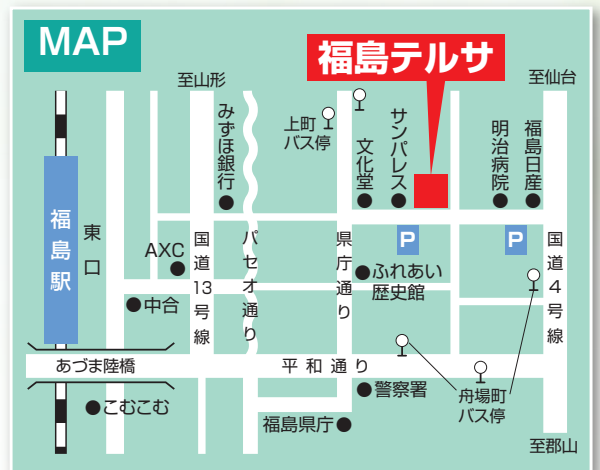 MAP
福島テルサ
至山形
至仙台
みずほ銀行
上町
バス停
文化堂
サンパレス
明治病院
福島日産
福島駅
東口
AXC
国道13号線
パセオ通り
県庁通り
P
P
国道4号線
ふれあい
歴史館
中合
あづま陸橋
平和通り
こむこむ
警察署
舟場町
バス停
福島県庁
至郡山